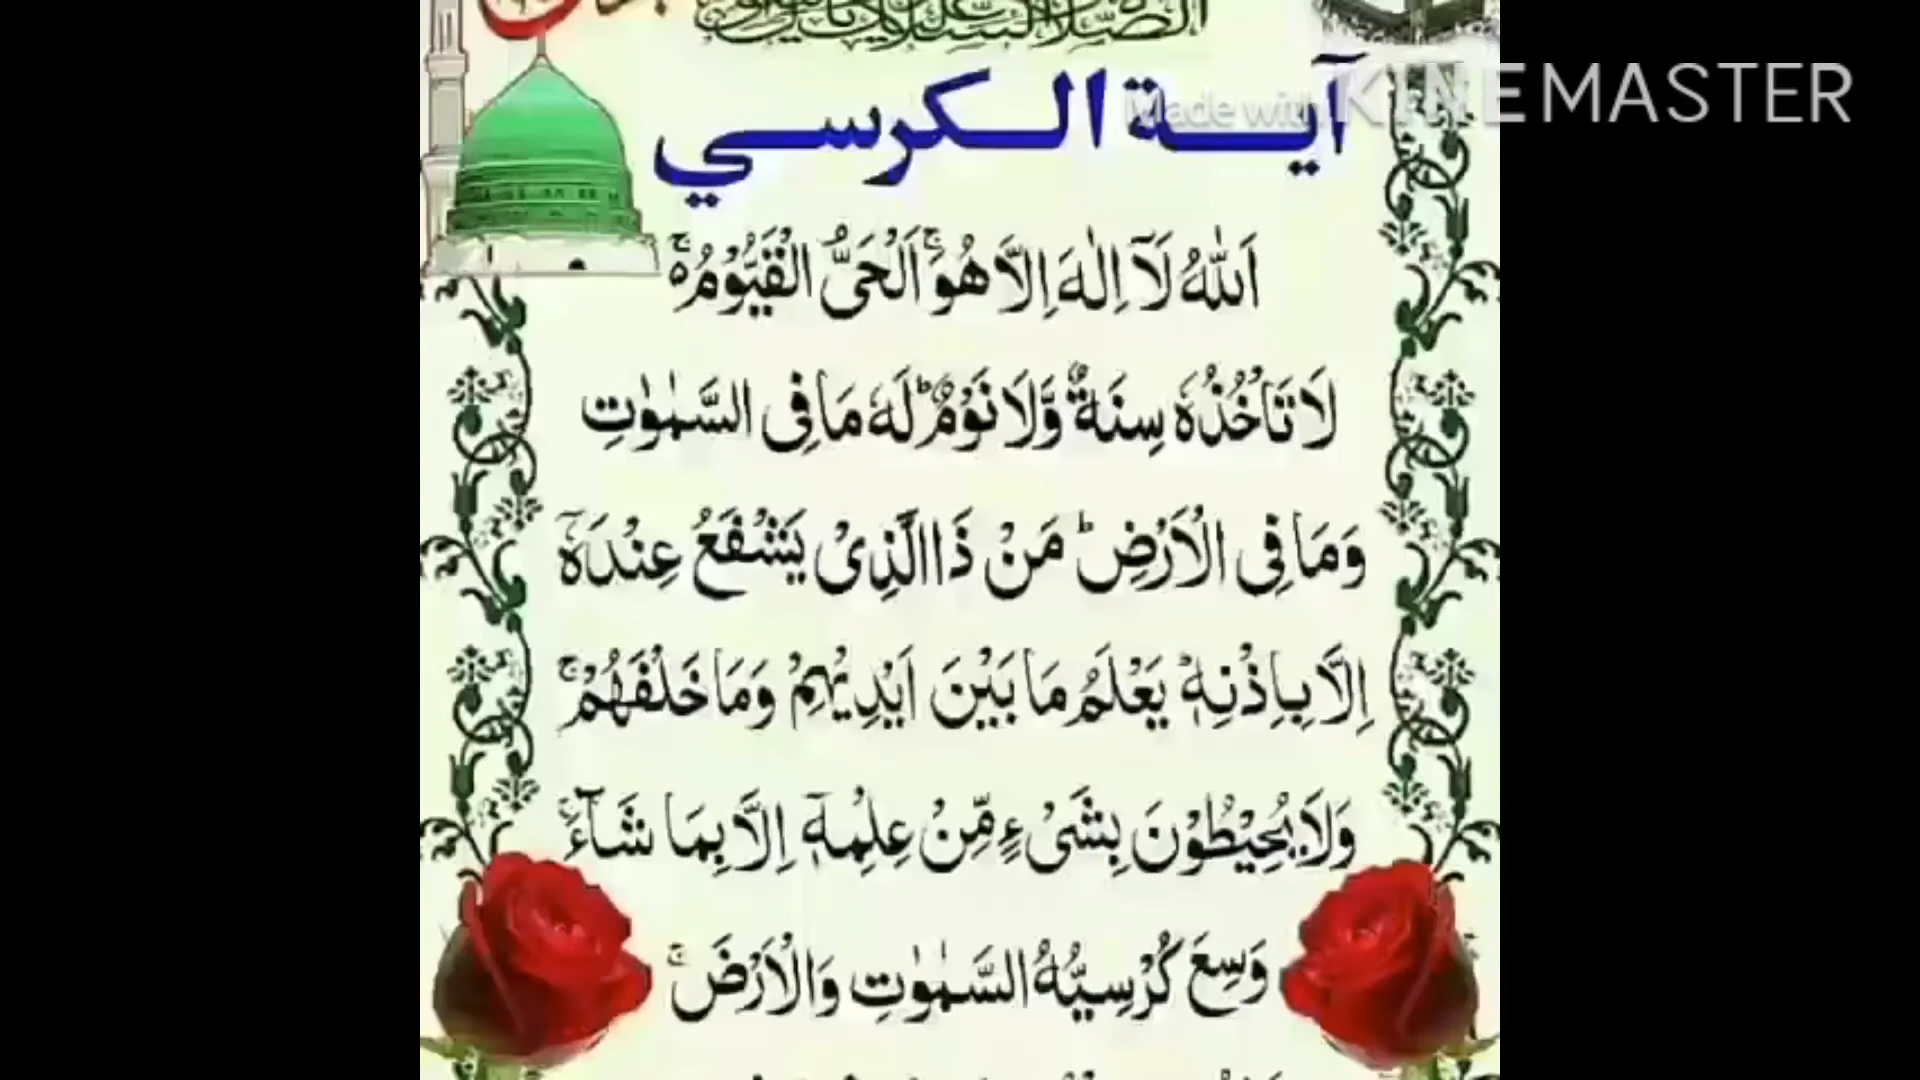 Made with KINEMASTER
آية الكرسي
اَللّٰهُ لَآ اِلٰهَ اِلَّا هُوَۚ اَلْحَیُّ الْقَیُّوْمُ۬ۚ
لَا تَاْخُذُهٗ سِنَةٌ وَّلَا نَوْمٌؕ لَهٗ مَا فِی السَّمٰوٰتِ
وَمَا فِی الْاَرْضِؕ مَنْ ذَا الَّذِیْ یَشْفَعُ عِنْدَهٗۤ
اِلَّا بِاِذْنِهٖؕ یَعْلَمُ مَا بَیْنَ اَیْدِیْهِمْ وَمَا خَلْفَهُمْۚ
وَلَا یُحِیْطُوْنَ بِشَیْءٍ مِّنْ عِلْمِهٖۤ اِلَّا بِمَا شَآءَۚ
وَسِعَ كُرْسِیُّهُ السَّمٰوٰتِ وَالْاَرْضَۚ